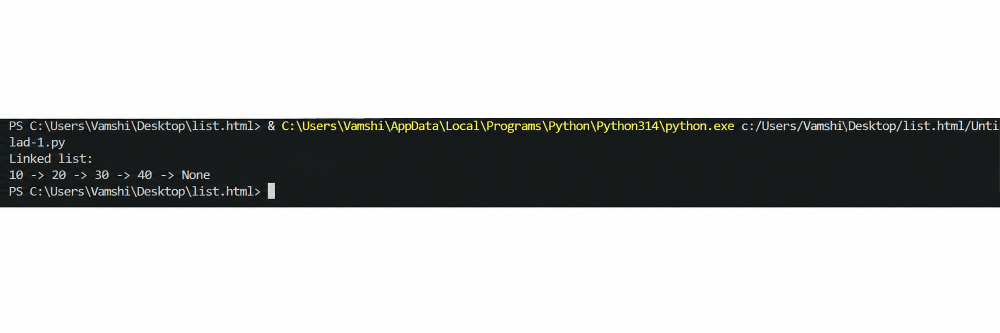 PS C:\Users\Vamshi\Desktop\list.html> & C:\Users\Vamshi\AppData\Local\Programs\Python\Python314\python.exe c:/Users/Vamshi\Desktop/list.html/Unti
lad-1.py
Linked list:
10 -> 20 -> 30 -> 40 -> None
PS C:\Users\Vamshi\Desktop\list.html>